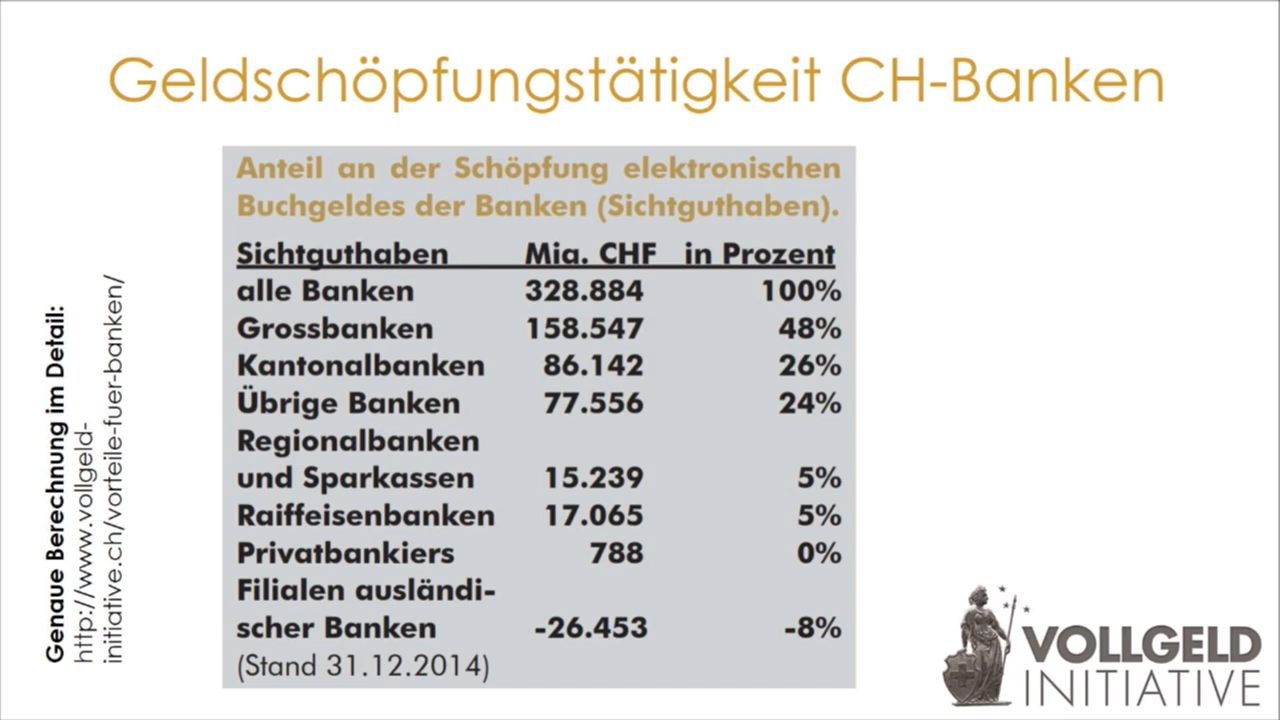 Geldschöpfungstätigkeit CH-Banken
Anteil an der Schöpfung elektronischen
Buchgeldes der Banken (Sichtguthaben).
Sichtguthaben Mia. CHF in Prozent
alle Banken 328.884 100%
Grossbanken 158.547 48%
Kantonalbanken 86.142 26%
Übrige Banken 77.556 24%
Regionalbanken
und Sparkassen 15.239 5%
Raiffeisenbanken 17.065 5%
Privatbankiers 788 0%
Filialen ausländi-
scher Banken -26.453 -8%
(Stand 31.12.2014)
Genaue Berechnung im Detail:
http://www.vollgeld-
initiative.ch/vorteile-fuer-banken/
VOLLGELD
INITIATIVE